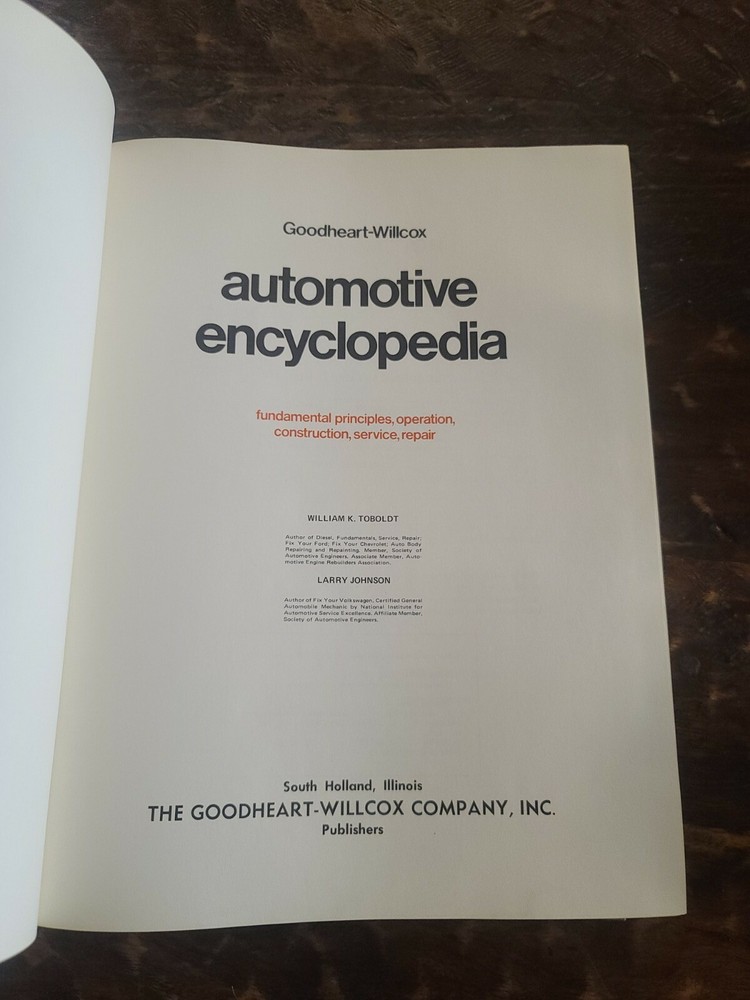 Goodheart-Willcox
automotive
encyclopedia
fundamental principles, operation,
construction, service, repair
WILLIAM K. TOBOLDT
Author of Diesel, Fundamentals, Service, Repair;
Fix Your Ford; Fix Your Chevrolet; Auto Body
Repairing and Repainting. Member, Society of
Automotive Engineers. Associate Member, Auto-
motive Engine Rebuilders Association.
LARRY JOHNSON
Author of Fix Your Volkswagen, Certified General
Automobile Mechanic by National Institute for
Automotive Service Excellence. Affiliate Member,
Society of Automotive Engineers.
South Holland, Illinois
THE GOODHEART-WILLCOX COMPANY, INC.
Publishers